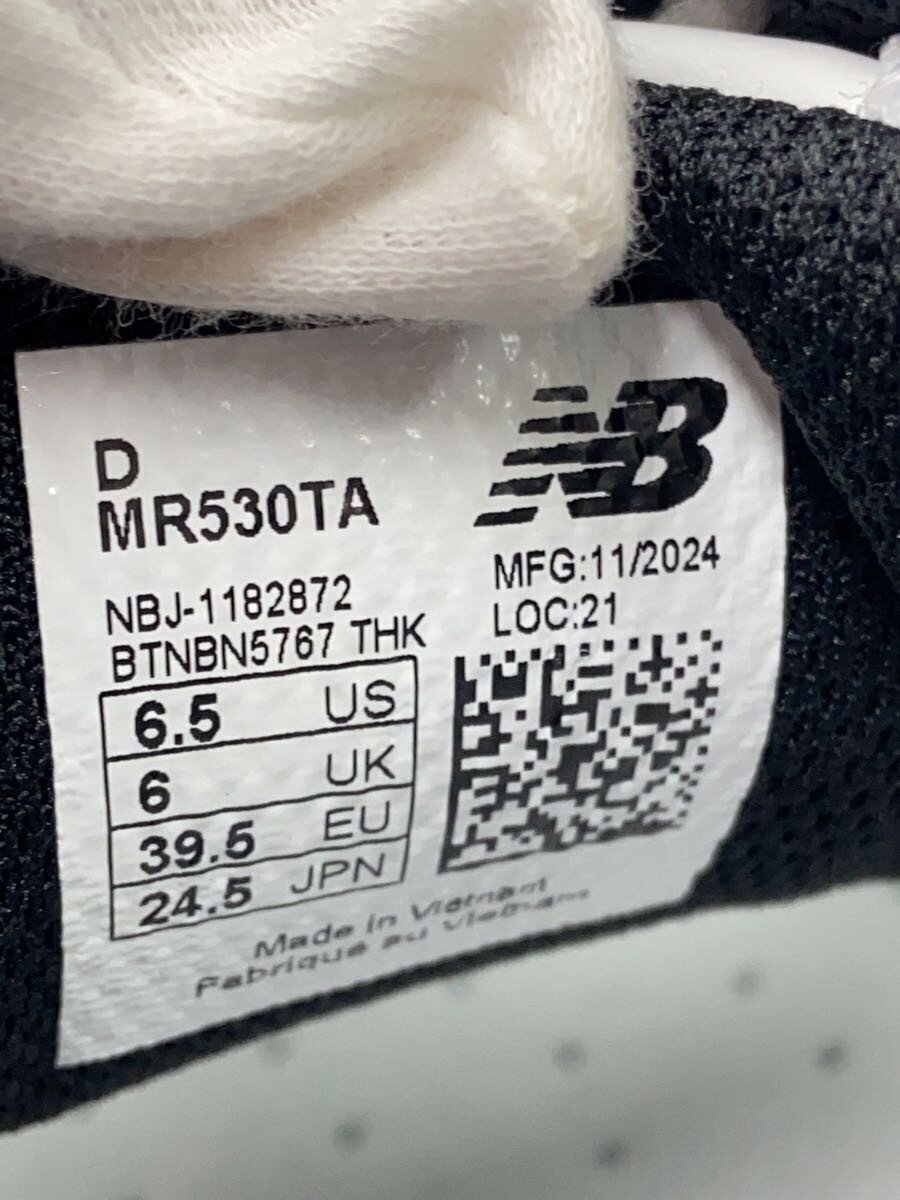 D
MR530TA
NB
MFG:11/2024
LOC:21
NBJ-1182872
BTNBN5767 THK
6.5 US
6 UK
39.5 EU
24.5 JPN
Made in Vietnam
Fabriqué au Vietnam